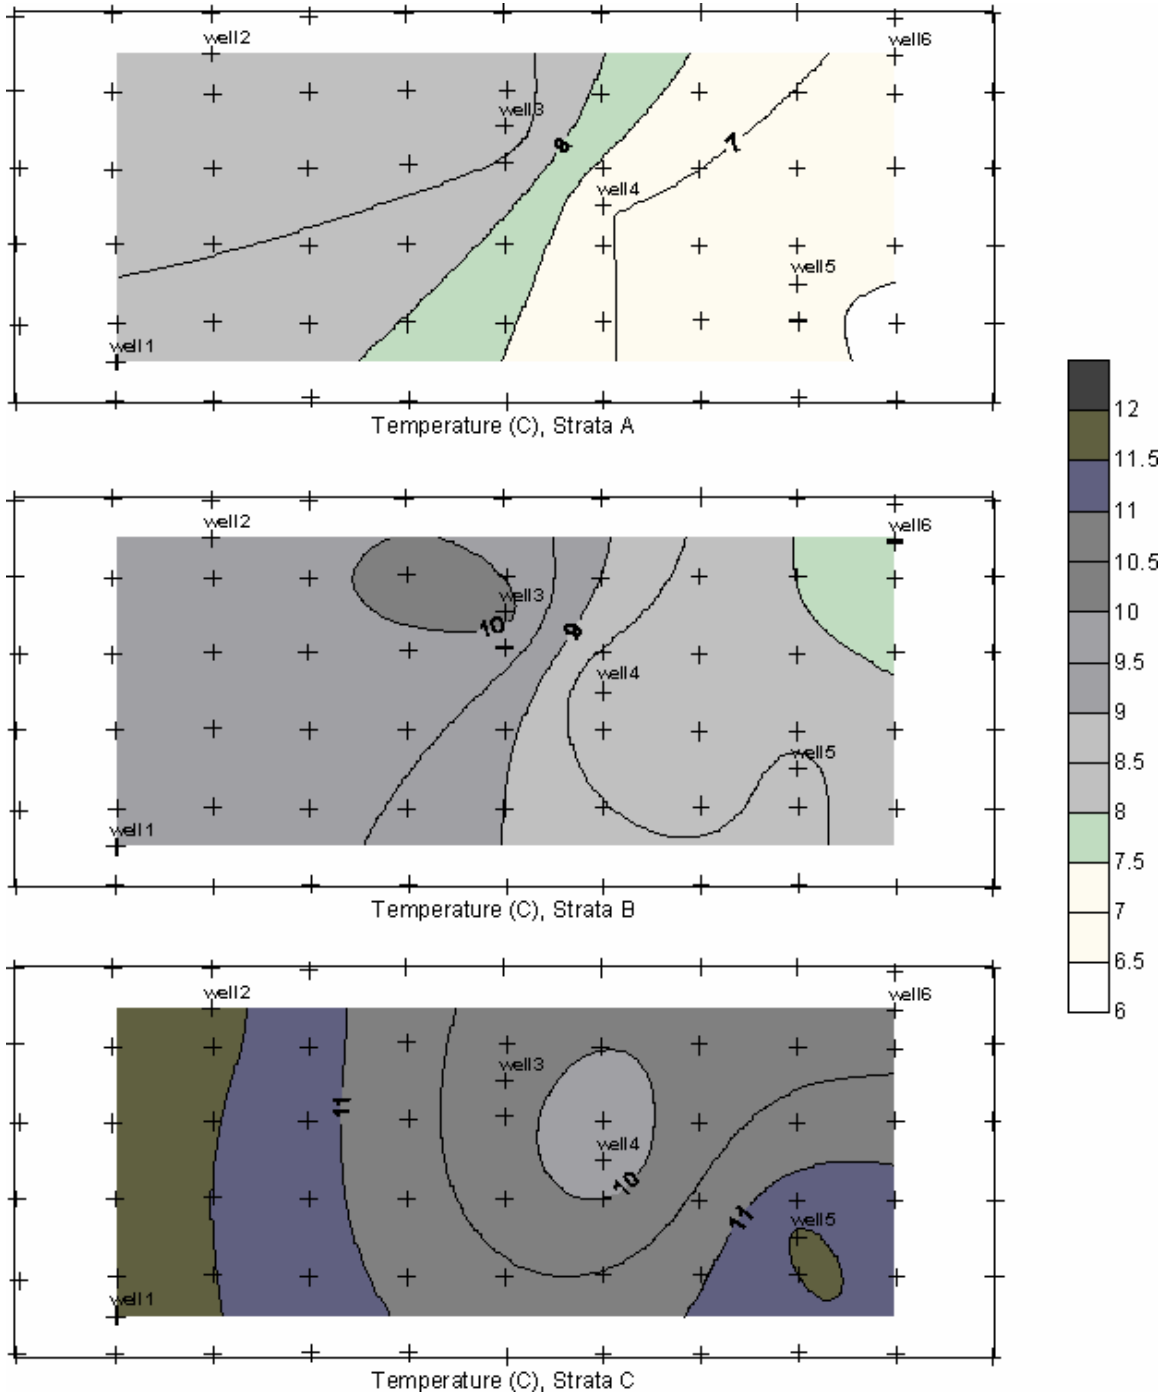 well2
well6
well3
8
7
well4
well5
well1
Temperature (C), Strata A
12
11.5
11
10.5
10
9.5
9
8.5
8
7.5
7
6.5
6
well2
well6
well3
10
9
well4
well5
well1
Temperature (C), Strata B
well2
well6
well3
11
well4
10
11
well5
well1
Temperature (C), Strata C